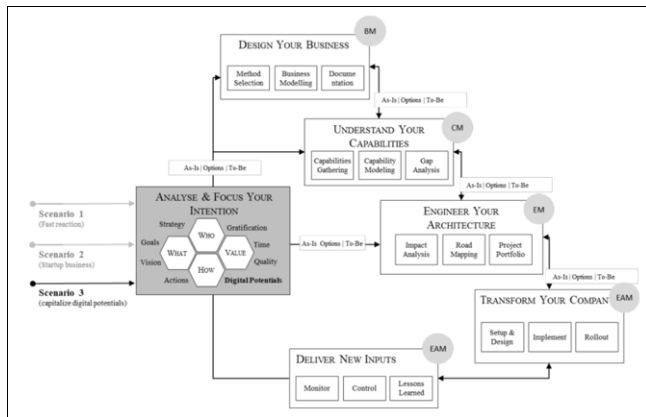 BM
DESIGN YOUR BUSINESS
Method
Selection
Business
Modelling
Docume
ntation
As-Is | Options | To-Be
CM
UNDERSTAND YOUR
CAPABILITIES
Capabilities
Gathering
Capability
Modeling
Gap
Analysis
As-Is | Options | To-Be
As-Is | Options | To-Be
EM
ENGINEER YOUR
ARCHITECTURE
Impact
Analysis
Road
Mapping
Project
Portfolio
As-Is Options | To-Be
As-Is | Options | To-Be
ANALYSE & FOCUS YOUR
INTENTION
Strategy
WHO
Gratification
Goals
WHAT
VALUE
Time
Vision
Quality
HOW
Actions
Digital Potentials
Scenario 1
(Fast reaction)
Scenario 2
(Startup business)
Scenario 3
(capitalize digital potentials)
EAM
TRANSFORM YOUR COMPAN
Setup &
Design
Implement
Rollout
EAM
DELIVER NEW INPUTS
Monitor
Control
Lessons
Learned